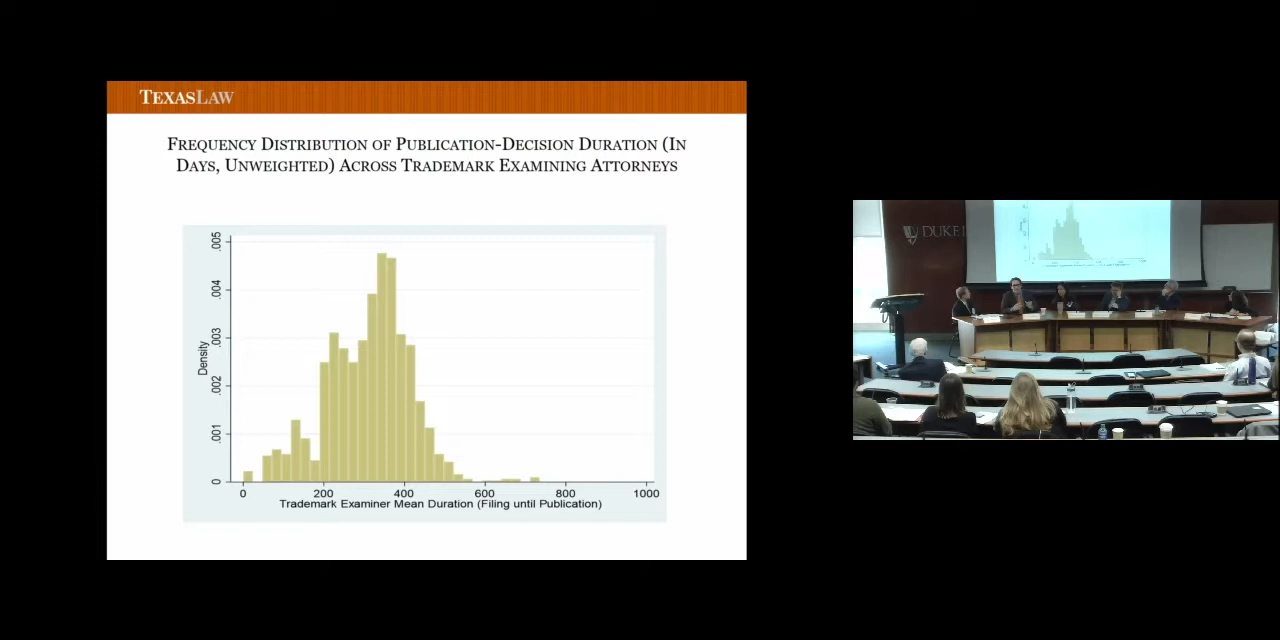 TEXASLAW
FREQUENCY DISTRIBUTION OF PUBLICATION-DECISION DURATION (IN
DAYS, UNWEIGHTED) ACROSS TRADEMARK EXAMINING ATTORNEYS
.005
.004
.003
.002
.001
0
Density
0 200 400 600 800 1000
Trademark Examiner Mean Duration (Filing until Publication)
DUKE